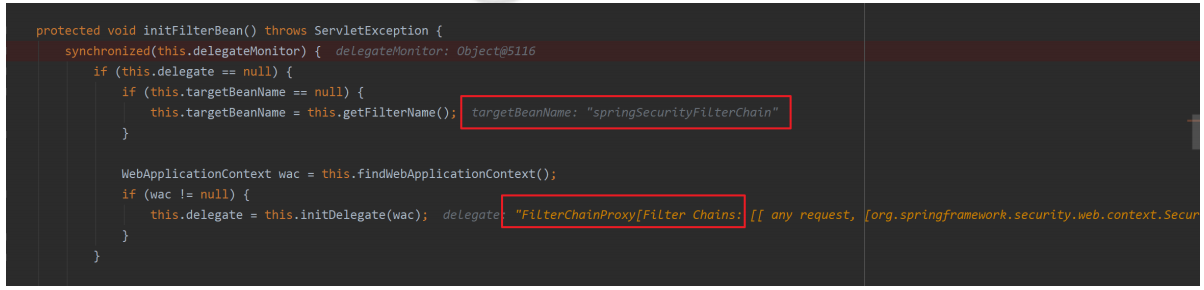 protected void initFilterBean() throws ServletException {
synchronized(this.delegateMonitor) { delegateMonitor: Object@5116
if (this.delegate == null) {
if (this.targetBeanName == null) {
this.targetBeanName = this.getFilterName(); targetBeanName: "springSecurityFilterChain"
}
WebApplicationContext wac = this.findWebApplicationContext();
if (wac != null) {
this.delegate = this.initDelegate(wac); delegate: "FilterChainProxy[Filter Chains: [[ any request, [org.springframework.security.web.context.Secur
}
}